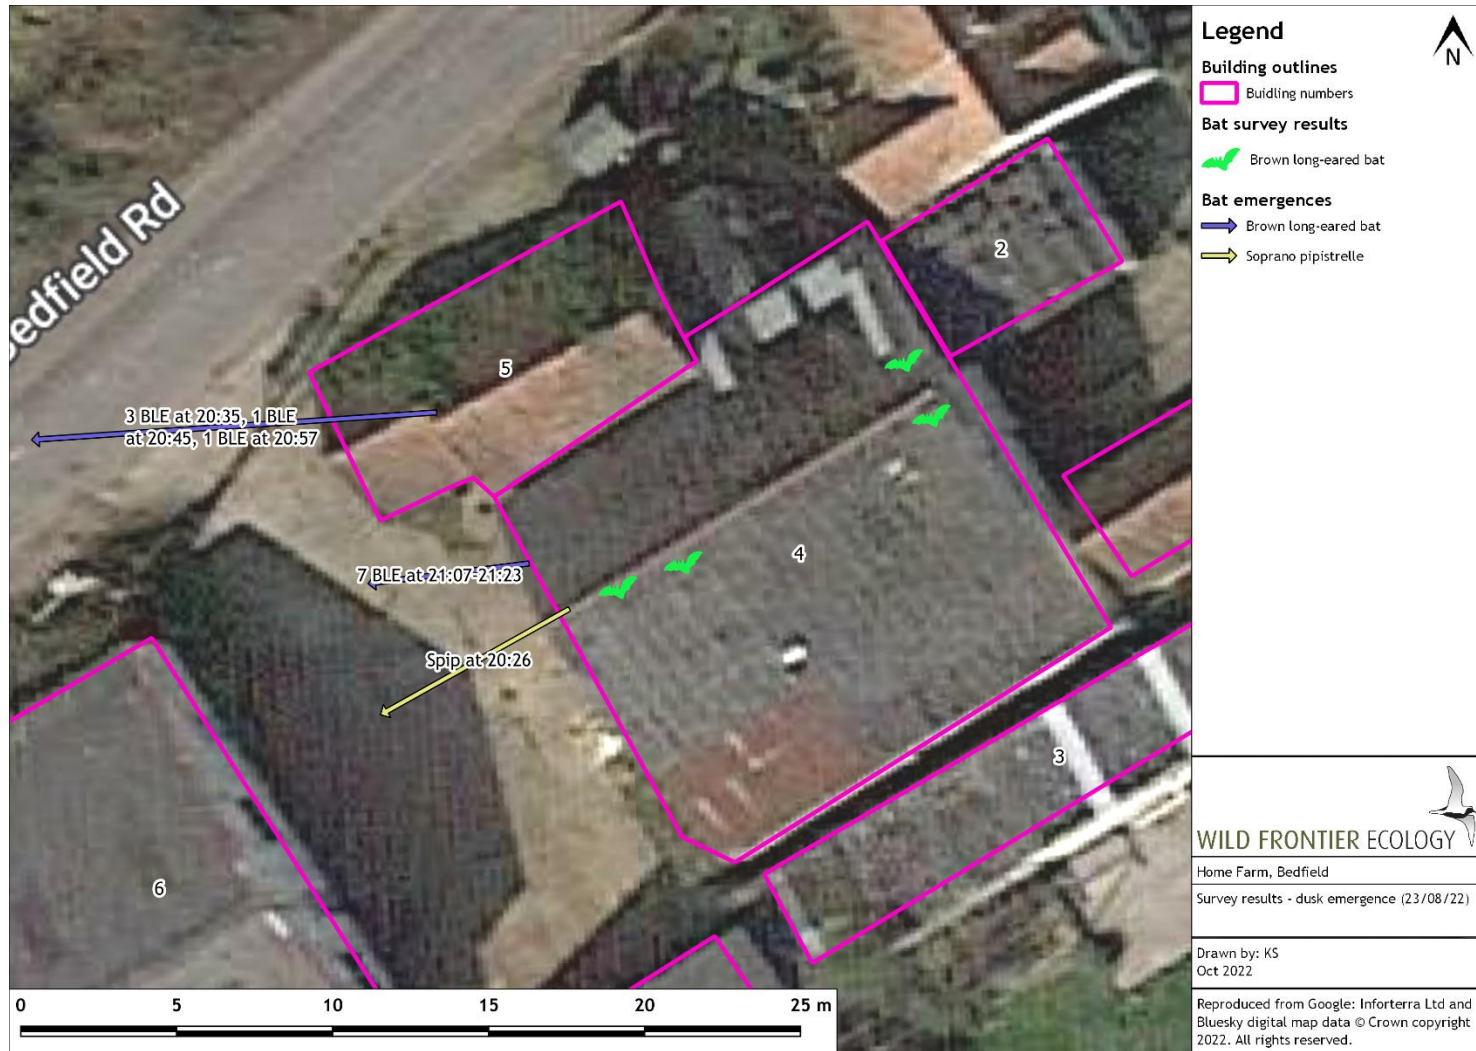 Bedfield Rd
2
5
3 BLE at 20:35, 1 BLE
at 20:45, 1 BLE at 20:57
4
7 BLE at 21:07-21:23
Spip at 20:26
3
6
0 5 10 15 20 25 m
Legend
N
Building outlines
Buidling numbers
Bat survey results
Brown long-eared bat
Bat emergences
Brown long-eared bat
Soprano pipistrelle
WILD FRONTIER ECOLOGY
Home Farm, Bedfield
Survey results - dusk emergence (23/08/22)
Drawn by: KS
Oct 2022
Reproduced from Google: Inforterra Ltd and
Bluesky digital map data © Crown copyright
2022. All rights reserved.